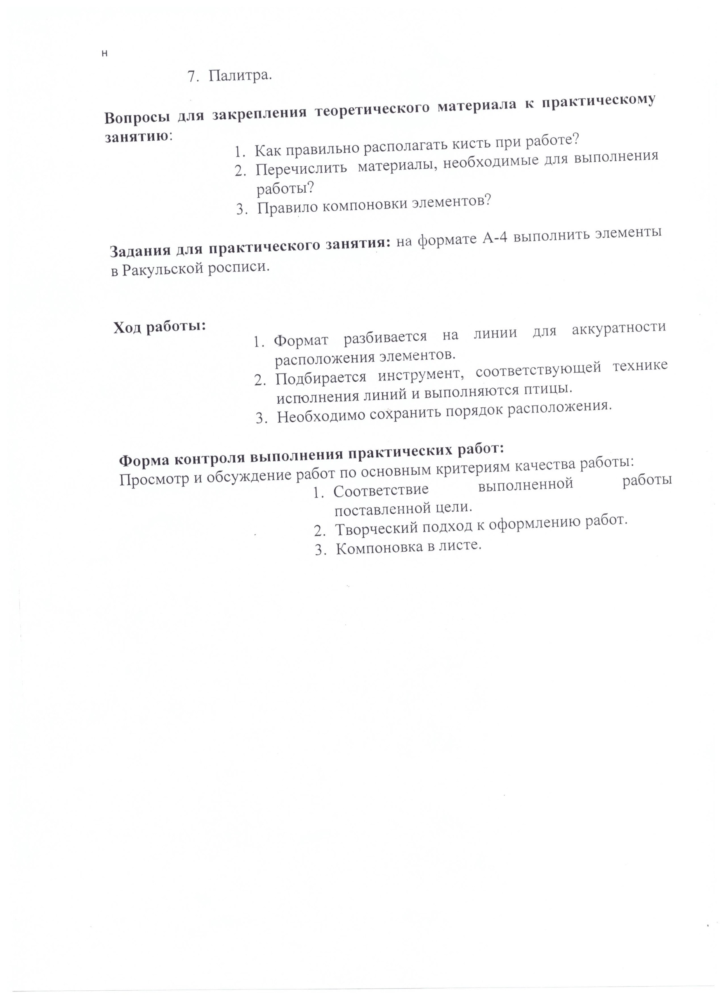 н
7. Палитра.
Вопросы для закрепления теоретического материала к практическому
занятию:
1. Как правильно располагать кисть при работе?
2. Перечислить материалы, необходимые для выполнения
работы?
3. Правило компоновки элементов?
Задания для практического занятия: на формате А-4 выполнить элементы
в Ракульской росписи.
Ход работы:
1. Формат разбивается на линии для аккуратности
расположения элементов.
2. Подбирается инструмент, соответствующей технике
исполнения линий и выполняются птицы.
3. Необходимо сохранить порядок расположения.
Форма контроля выполнения практических работ:
Просмотр и обсуждение работ по основным критериям качества работы:
1. Соответствие выполненной работы
поставленной цели.
2. Творческий подход к оформлению работ.
3. Компоновка в листе.